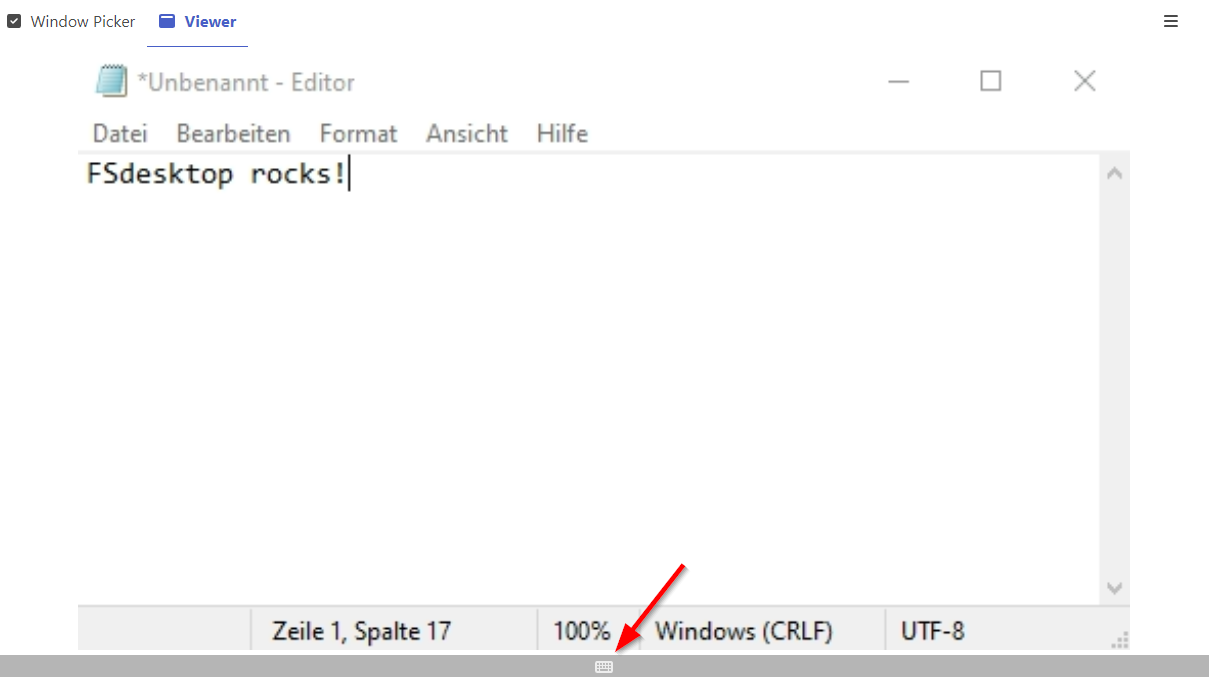 Window Picker Viewer
*Unbenannt - Editor
Datei Bearbeiten Format Ansicht Hilfe
FSdesktop rocks!
Zeile 1, Spalte 17 100% Windows (CRLF) UTF-8